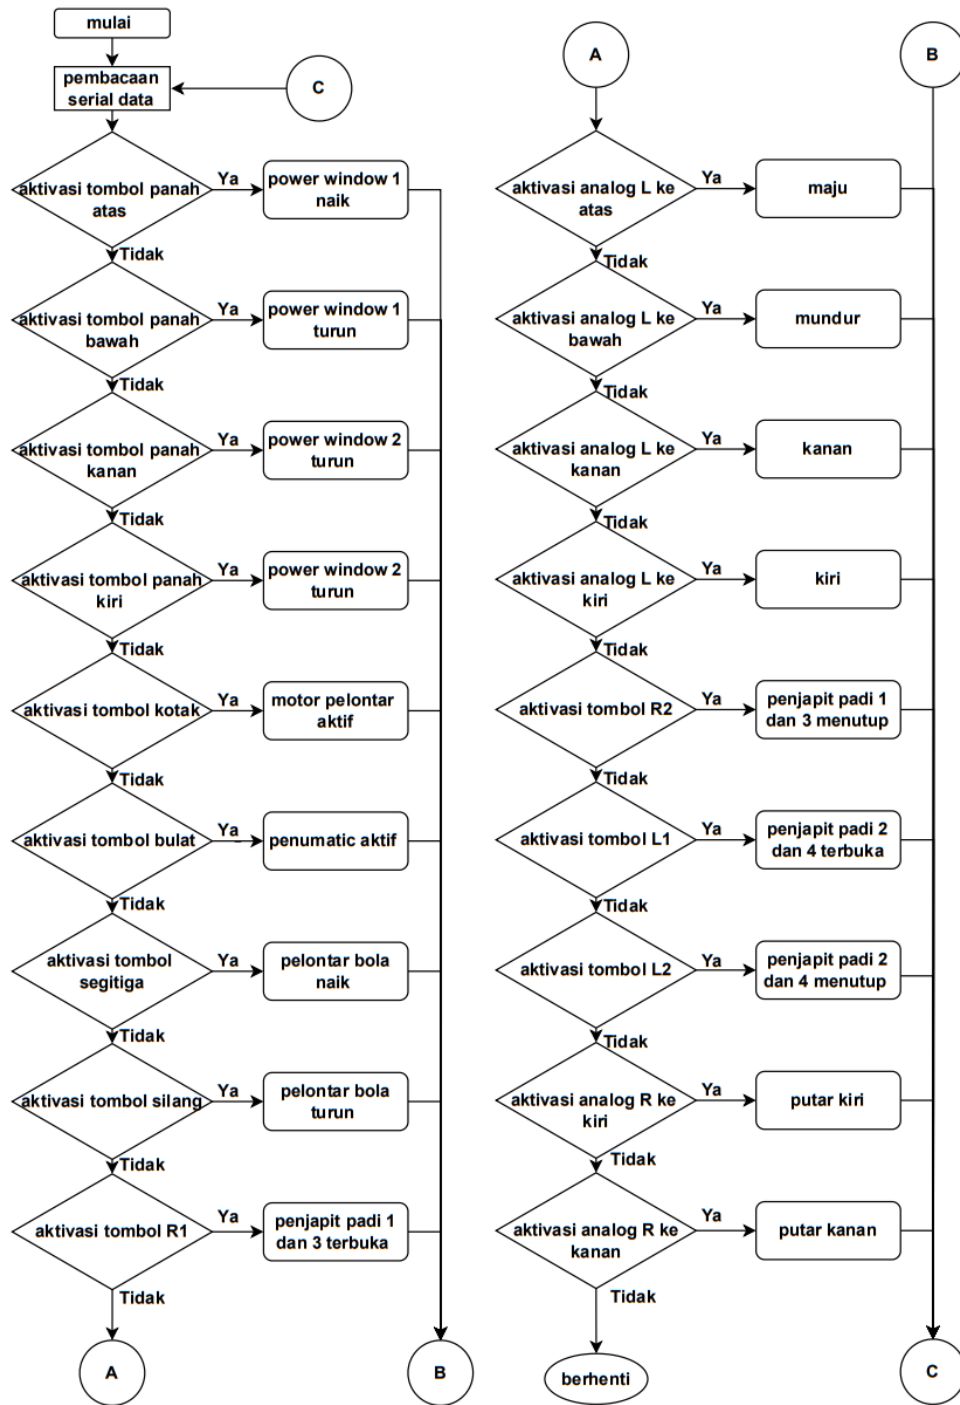 mulai
pembacaan
serial data
C
aktivasi tombol panah
atas
Ya
power window 1
naik
Tidak
aktivasi tombol panah
bawah
Ya
power window 1
turun
Tidak
aktivasi tombol panah
kanan
Ya
power window 2
turun
Tidak
aktivasi tombol panah
kiri
Ya
power window 2
turun
Tidak
aktivasi tombol kotak
Ya
motor pelontar
aktif
Tidak
aktivasi tombol bulat
Ya
penumatic aktif
Tidak
aktivasi tombol
segitiga
Ya
pelontar bola
naik
Tidak
aktivasi tombol silang
Ya
pelontar bola
turun
Tidak
aktivasi tombol R1
Ya
penjapit padi 1
dan 3 terbuka
Tidak
A
B
A
B
aktivasi analog L ke
atas
Ya
maju
Tidak
aktivasi analog L ke
bawah
Ya
mundur
Tidak
aktivasi analog L ke
kanan
Ya
kanan
Tidak
aktivasi analog L ke
kiri
Ya
kiri
Tidak
aktivasi tombol R2
Ya
penjapit padi 1
dan 3 menutup
Tidak
aktivasi tombol L1
Ya
penjapit padi 2
dan 4 terbuka
Tidak
aktivasi tombol L2
Ya
penjapit padi 2
dan 4 menutup
Tidak
aktivasi analog R ke
kiri
Ya
putar kiri
Tidak
aktivasi analog R ke
kanan
Ya
putar kanan
Tidak
berhenti
C